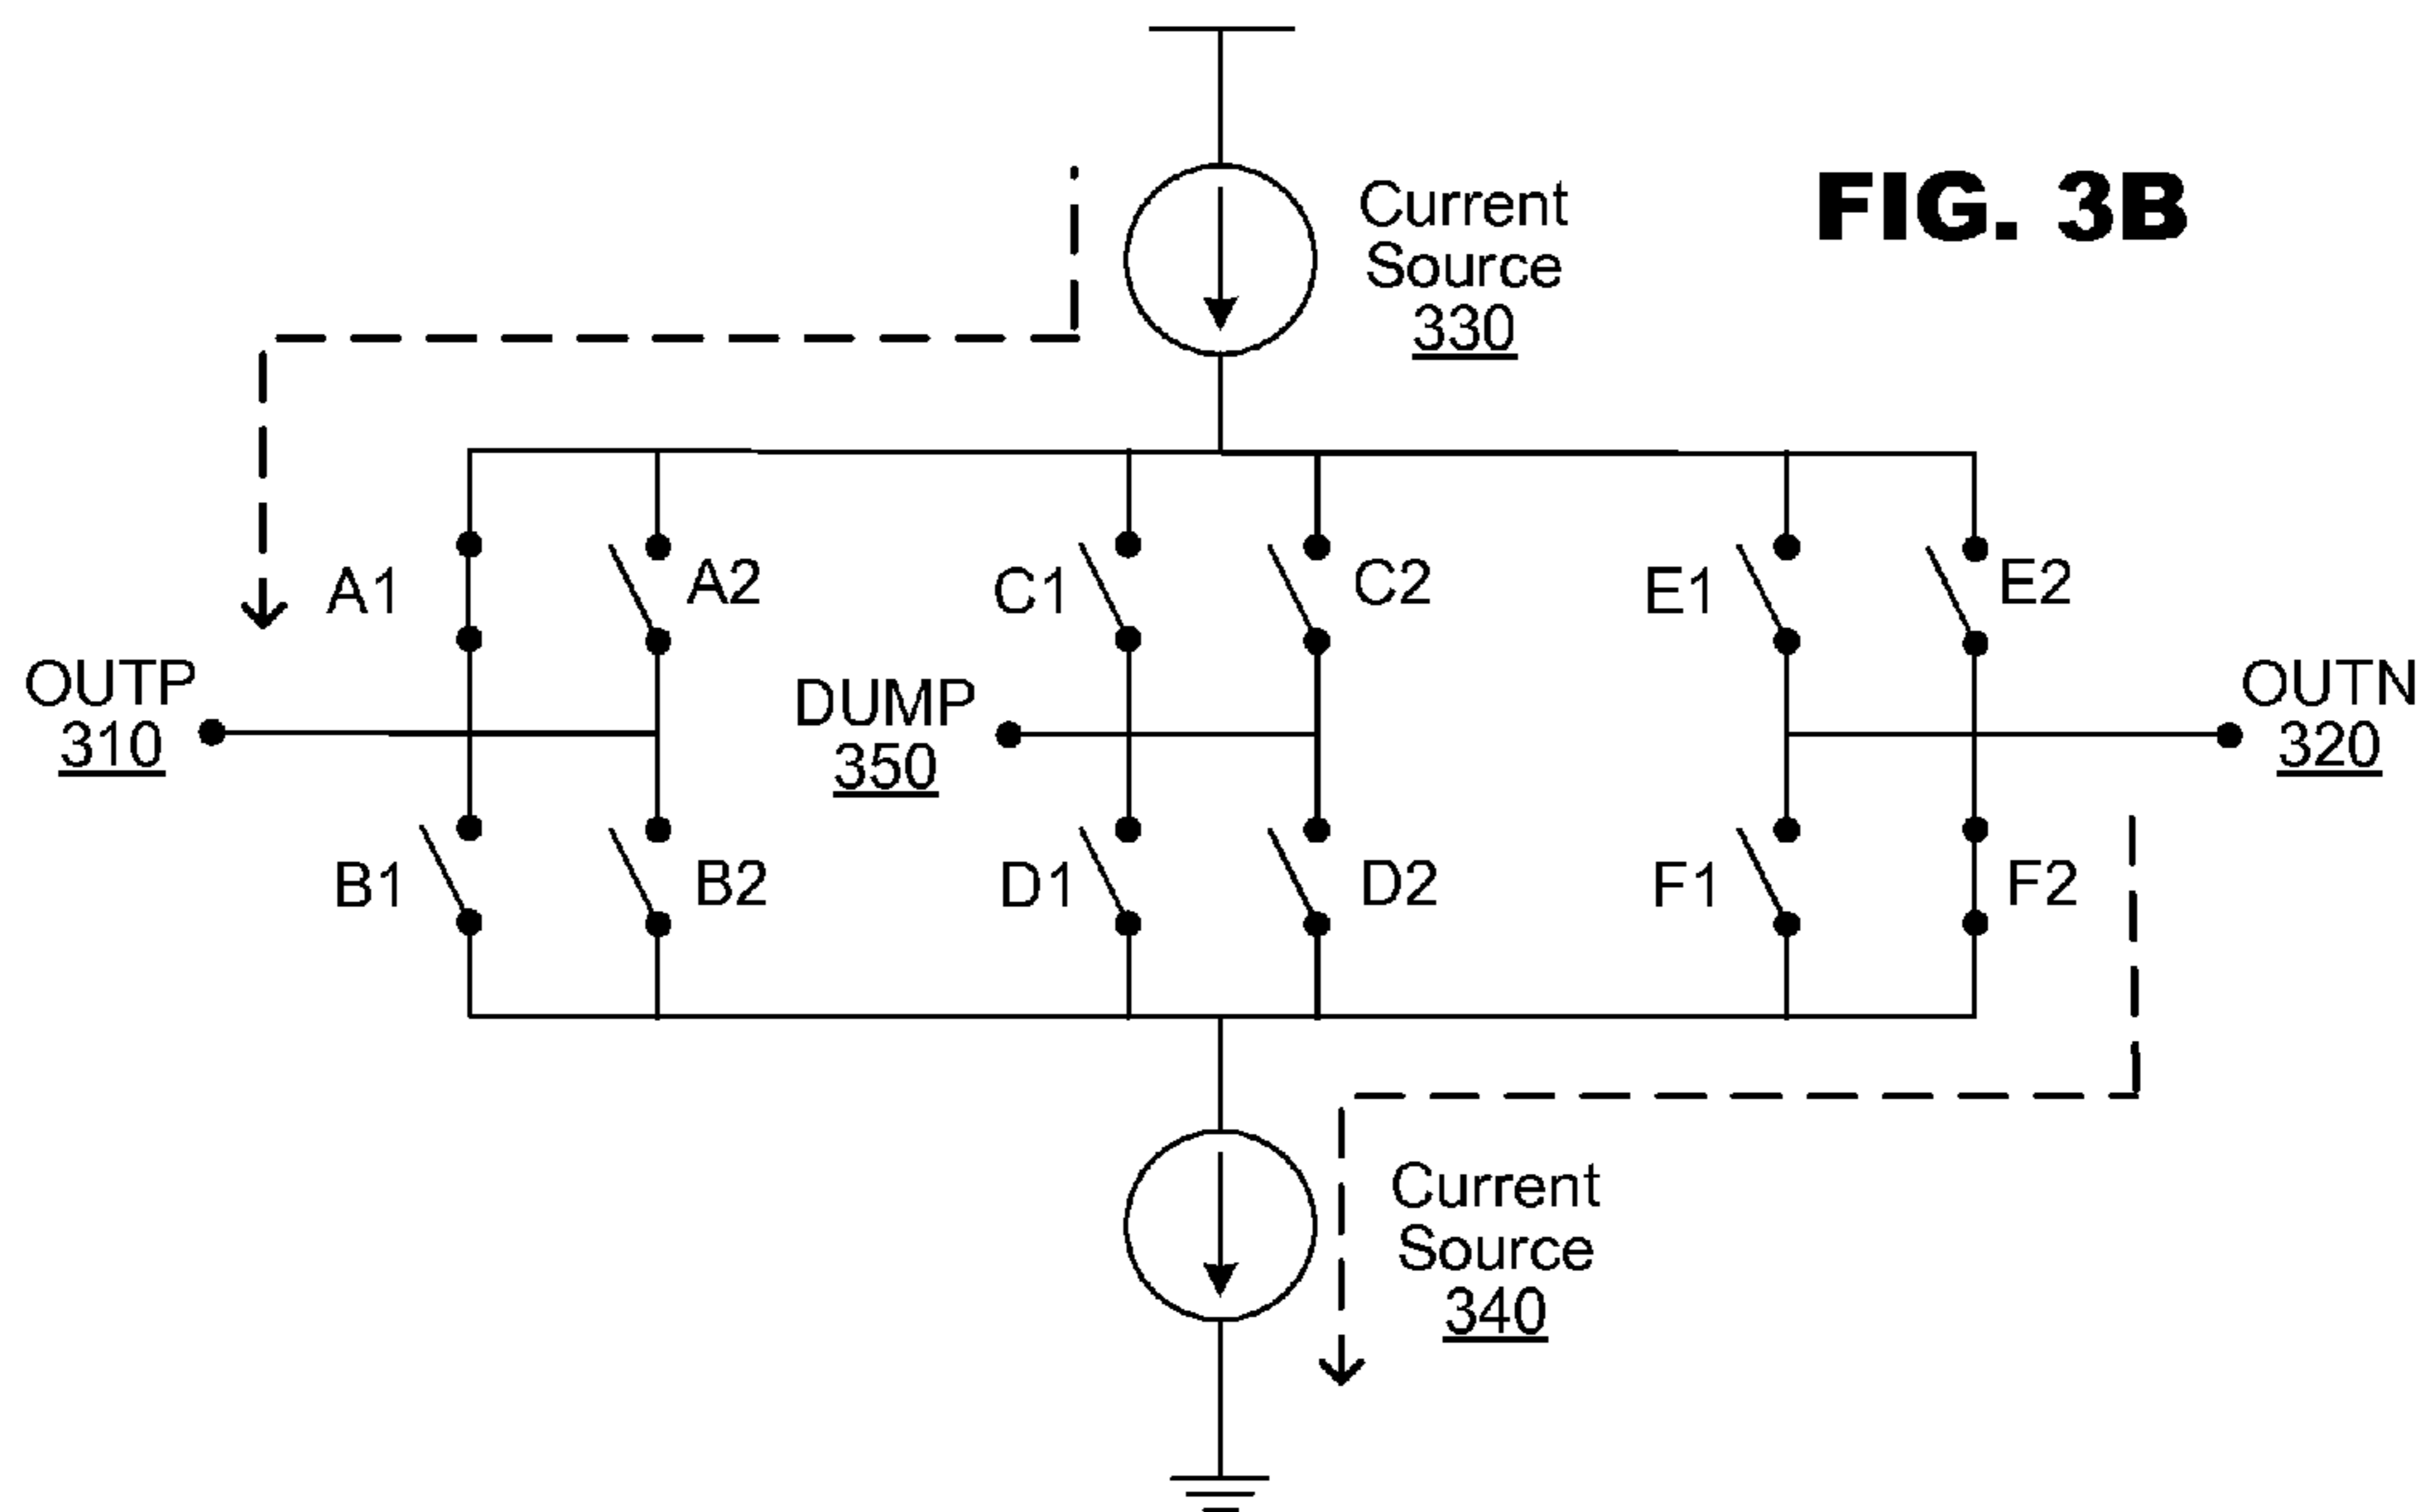 FIG. 3B
Current
Source
330
A1
A2
C1
C2
E1
E2
OUTP
310
DUMP
350
OUTN
320
B1
B2
D1
D2
F1
F2
Current
Source
340